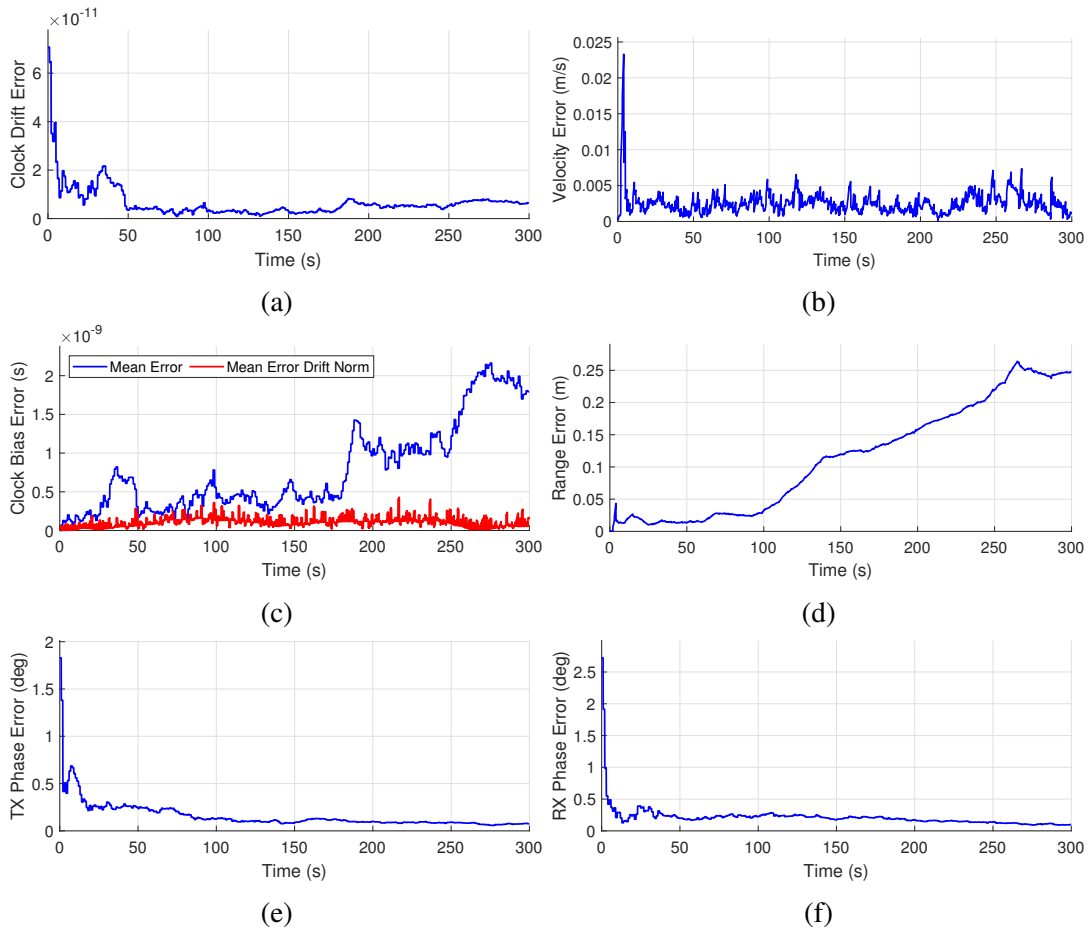 ×10⁻¹¹
6
4
2
0
Clock Drift Error
0 50 100 150 200 250 300
Time (s)
(a)
0.025
0.02
0.015
0.01
0.005
0
Velocity Error (m/s)
0 50 100 150 200 250 300
Time (s)
(b)
×10⁻⁹
2
1.5
1
0.5
0
Clock Bias Error (s)
Mean Error
Mean Error Drift Norm
0 50 100 150 200 250 300
Time (s)
(c)
0.25
0.2
0.15
0.1
0.05
0
Range Error (m)
0 50 100 150 200 250 300
Time (s)
(d)
2
1.5
1
0.5
0
TX Phase Error (deg)
0 50 100 150 200 250 300
Time (s)
(e)
2.5
2
1.5
1
0.5
0
RX Phase Error (deg)
0 50 100 150 200 250 300
Time (s)
(f)